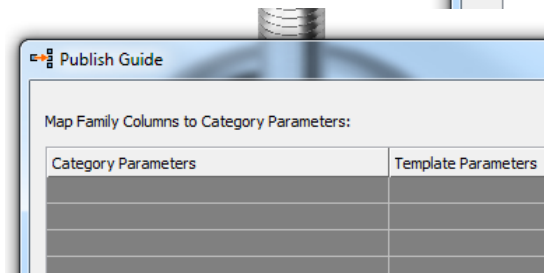 Publish Guide
Map Family Columns to Category Parameters:
Category Parameters Template Parameters